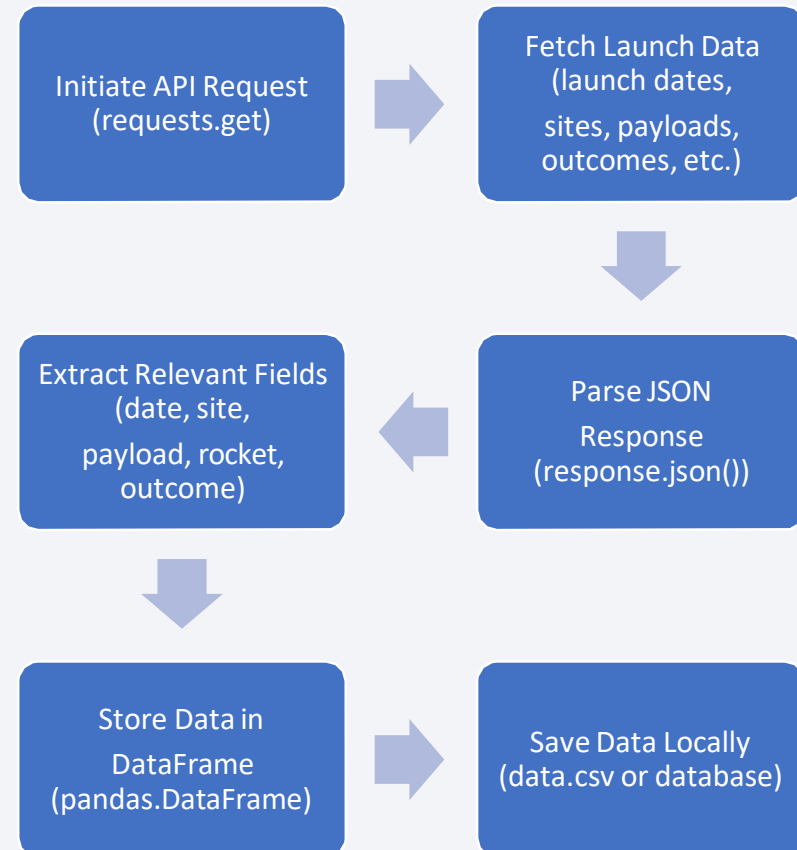 Initiate API Request
(requests.get)
Fetch Launch Data
(launch dates,
sites, payloads,
outcomes, etc.)
Parse JSON
Response
(response.json())
Extract Relevant Fields
(date, site,
payload, rocket,
outcome)
Store Data in
DataFrame
(pandas.DataFrame)
Save Data Locally
(data.csv or database)